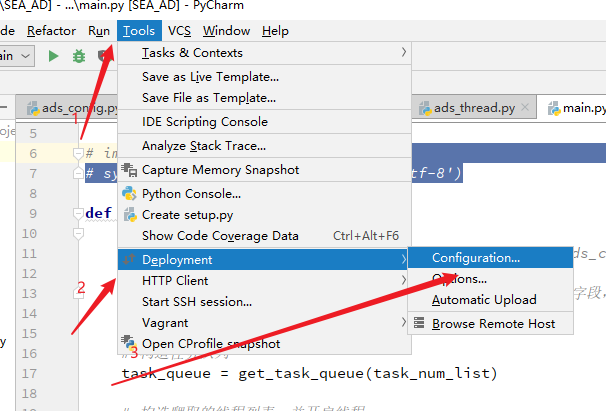 \SEA_AD] - ...\main.py [SEA_AD] - PyCharm
de Refactor Run Tools VCS Window Help
ain
Tasks & Contexts
Save as Live Template...
Save File as Template...
IDE Scripting Console
Analyze Stack Trace...
Capture Memory Snapshot
Python Console...
Create setup.py
Show Code Coverage Data Ctrl+Alt+F6
Deployment
HTTP Client
Start SSH session...
Vagrant
Open CProfile snapshot
Configuration...
Options...
Automatic Upload
Browse Remote Host
ads_config.py
ads_thread.py
main.py
1
2
3
5
6 # im
7 # sy tf-8')
8
9 def
10
11 ds_c
12
13 字段,
14
15
16
17 task_queue = get_task_queue(task_num_list)
18